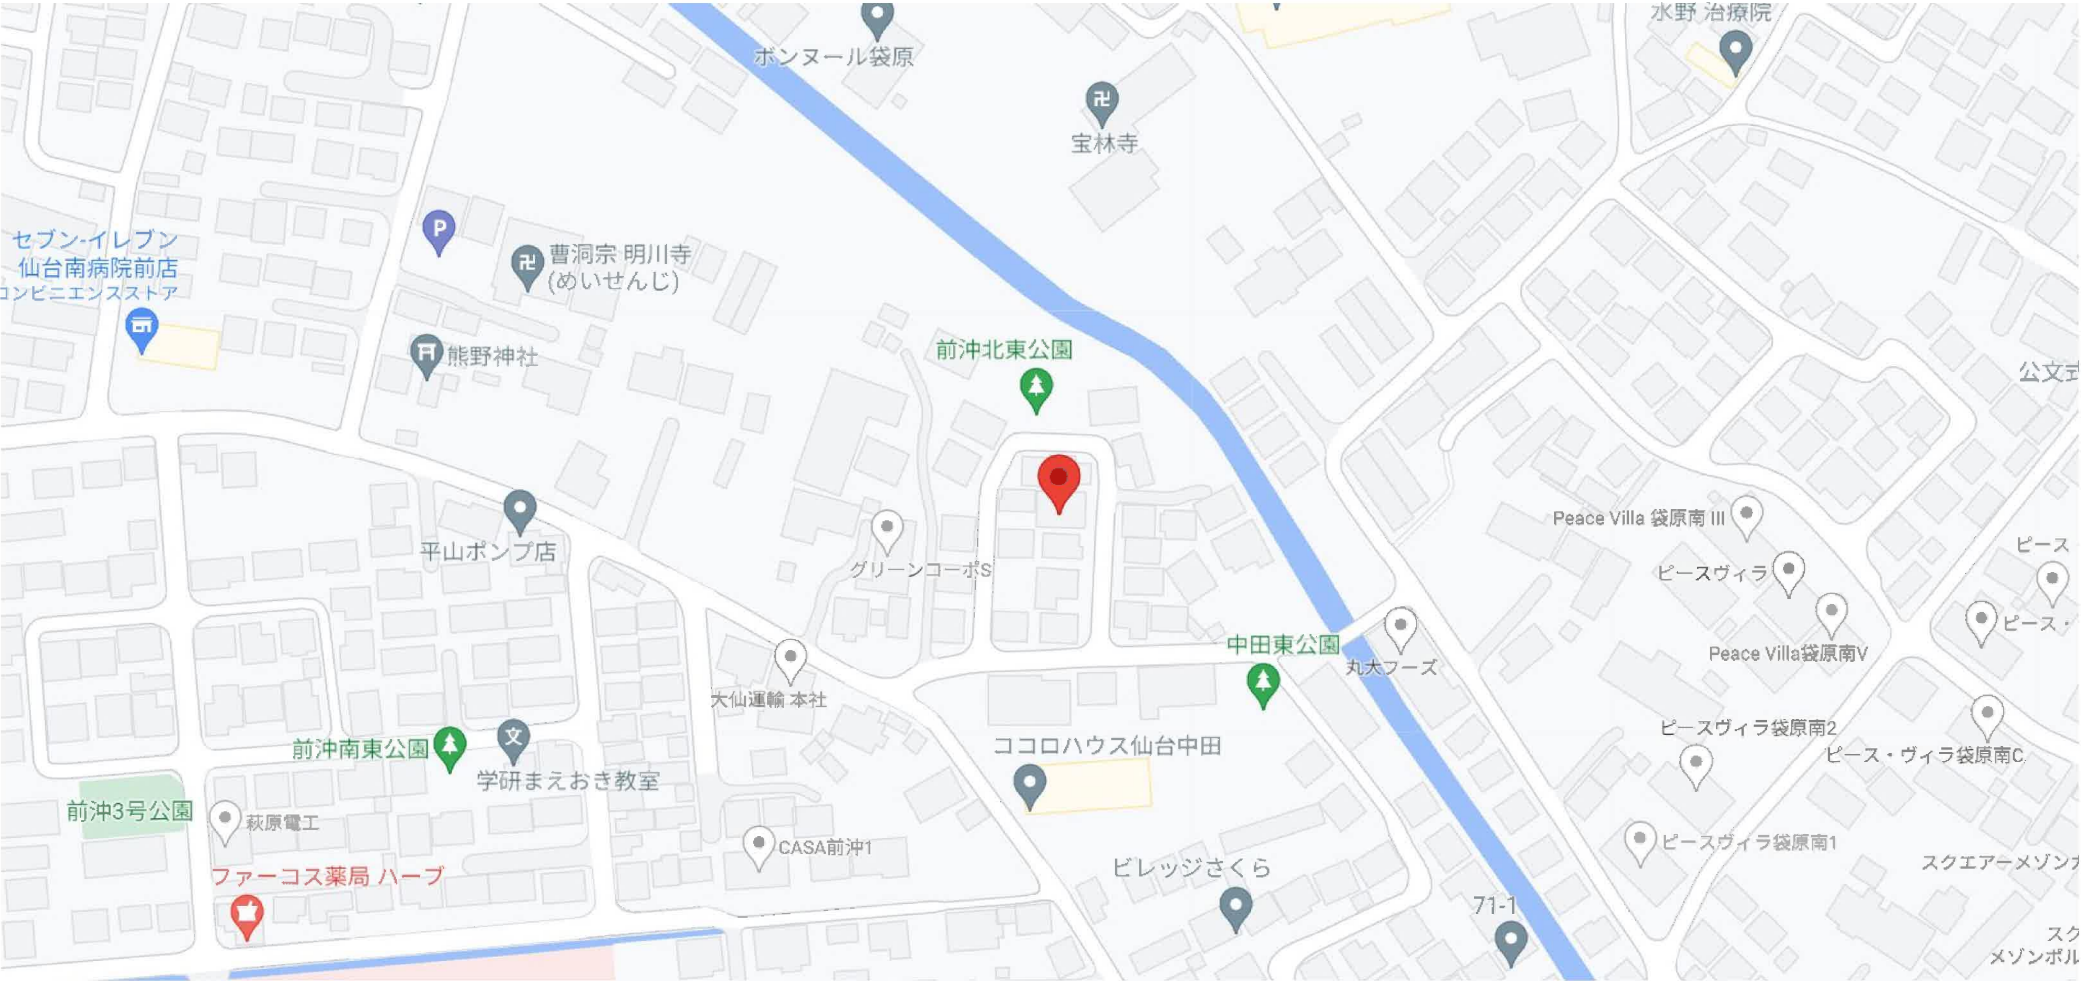 水野 治療院
ボンヌール袋原
宝林寺
セブン-イレブン
仙台南病院前店
コンビニエンスストア
P
曹洞宗 明川寺
(めいせんじ)
熊野神社
前沖北東公園
公文式
平山ポンプ店
グリーンコーポS
Peace Villa 袋原南 III
ピースヴィラ
ピース
ピース・
Peace Villa袋原南V
中田東公園
丸大フーズ
大仙運輸 本社
ココロハウス仙台中田
ピースヴィラ袋原南2
ピース・ヴィラ袋原南C
前沖南東公園
文
学研まえおき教室
前沖3号公園
萩原電工
CASA前沖1
ピースヴィラ袋原南1
ファーコス薬局 ハーブ
ビレッジさくら
スクエアーメゾンナ
71-1
スク
メゾンボル